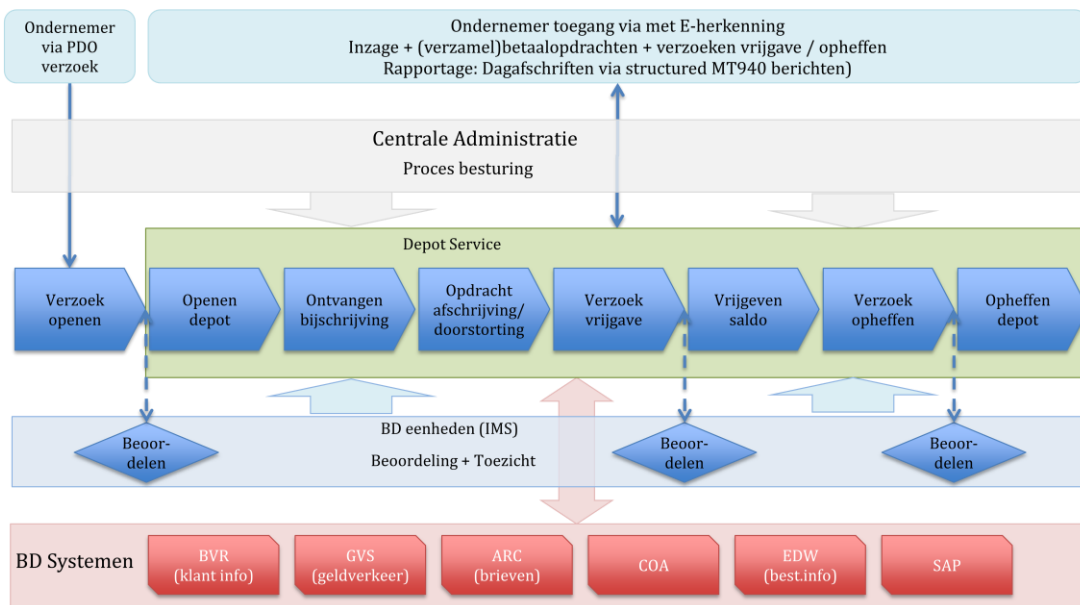 Ondernemer
via PDO
verzoek
Ondernemer toegang via met E-herkenning
Inzage + (verzamel)betaalopdrachten + verzoeken vrijgave / opheffen
Rapportage: Dagafschriften via structured MT940 berichten)
Centrale Administratie
Proces besturing
Depot Service
Verzoek
openen
Openen
depot
Ontvangen
bijschrijving
Opdracht
afschrijving/
doorstorting
Verzoek
vrijgave
Vrijgeven
saldo
Verzoek
opheffen
Opheffen
depot
BD eenheden (IMS)
Beoordeling + Toezicht
Beoor-
delen
Beoor-
delen
Beoor-
delen
BD Systemen
BVR
(klant info)
GVS
(geldverkeer)
ARC
(brieven)
COA
EDW
(best.info)
SAP